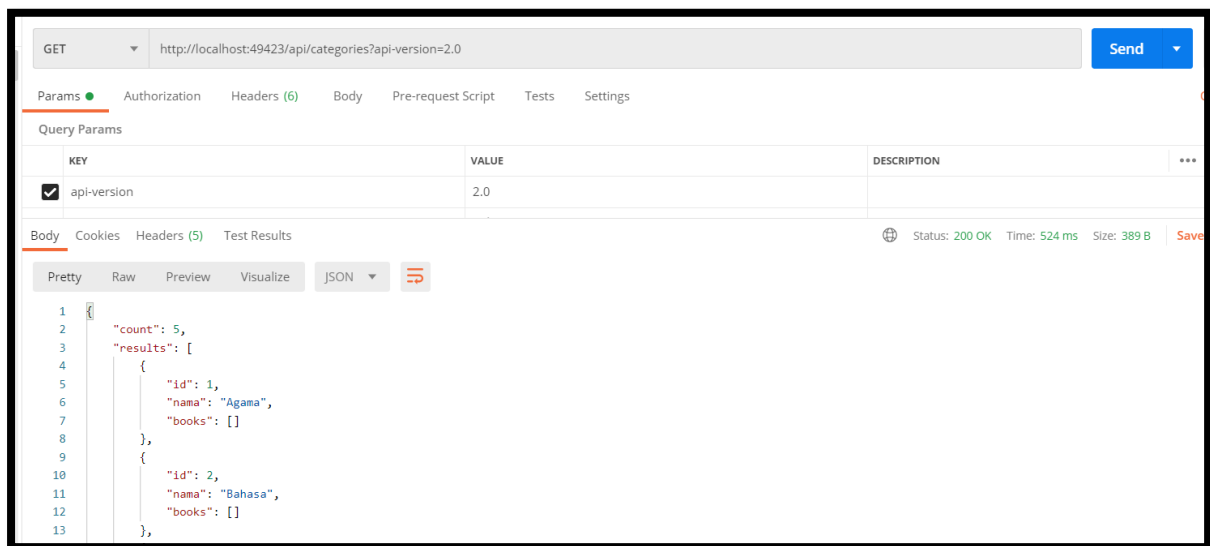 GET http://localhost:49423/api/categories?api-version=2.0 Send
Params Authorization Headers (6) Body Pre-request Script Tests Settings
Query Params
KEY VALUE DESCRIPTION •••
api-version 2.0
Body Cookies Headers (5) Test Results Status: 200 OK Time: 524 ms Size: 389 B Save
Pretty Raw Preview Visualize JSON
1 {
2 "count": 5,
3 "results": [
4 {
5 "id": 1,
6 "nama": "Agama",
7 "books": []
8 },
9 {
10 "id": 2,
11 "nama": "Bahasa",
12 "books": []
13 },